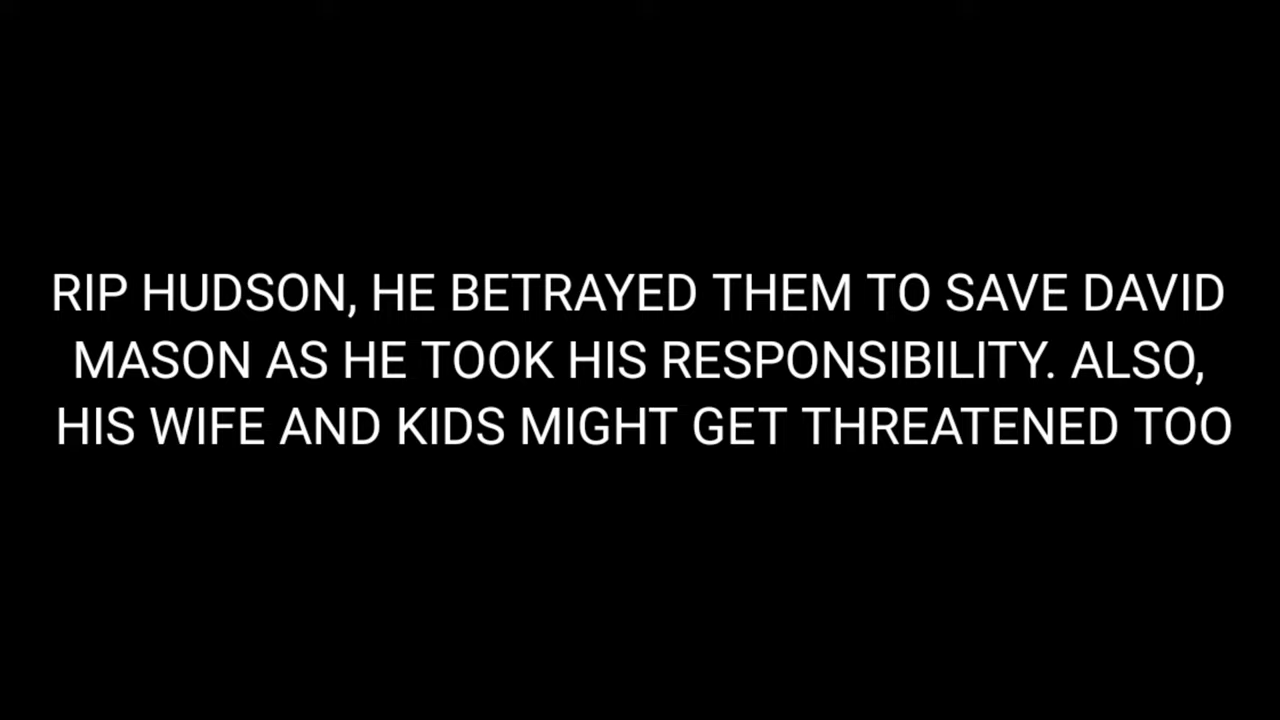 RIP HUDSON, HE BETRAYED THEM TO SAVE DAVID
MASON AS HE TOOK HIS RESPONSIBILITY. ALSO,
HIS WIFE AND KIDS MIGHT GET THREATENED TOO